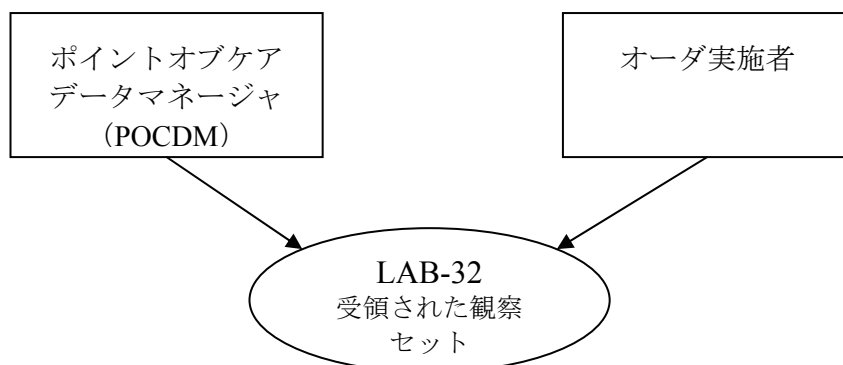 ポイントオブケア
データマネージャ
（POCDM）
オーダ実施者
LAB-32
受領された観察
セット